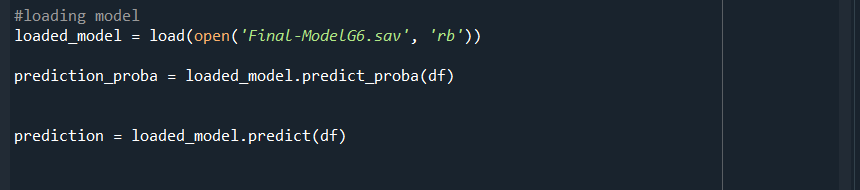 #loading model
loaded_model = load(open('Final-ModelG6.sav', 'rb'))
prediction_proba = loaded_model.predict_proba(df)
prediction = loaded_model.predict(df)